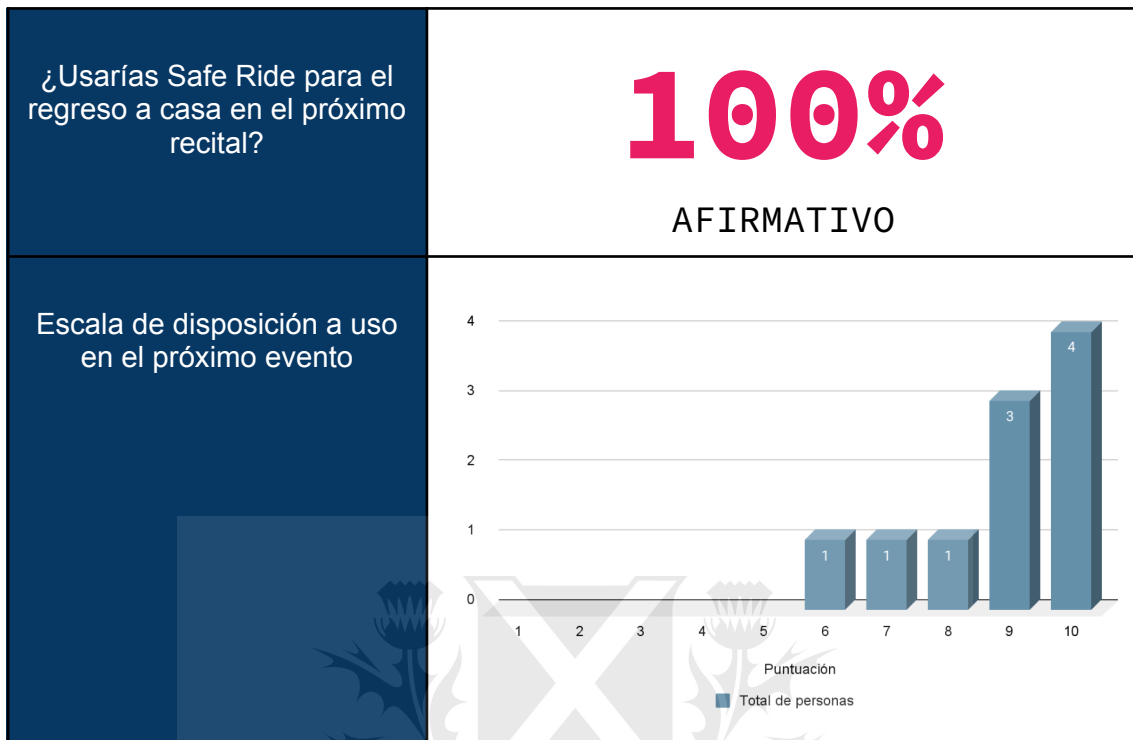 ¿Usarías Safe Ride para el
regreso a casa en el próximo
recital?
100%
AFIRMATIVO
Escala de disposición a uso
en el próximo evento
4
3
2
1
0
1
1
1
3
4
1 2 3 4 5 6 7 8 9 10
Puntuación
Total de personas